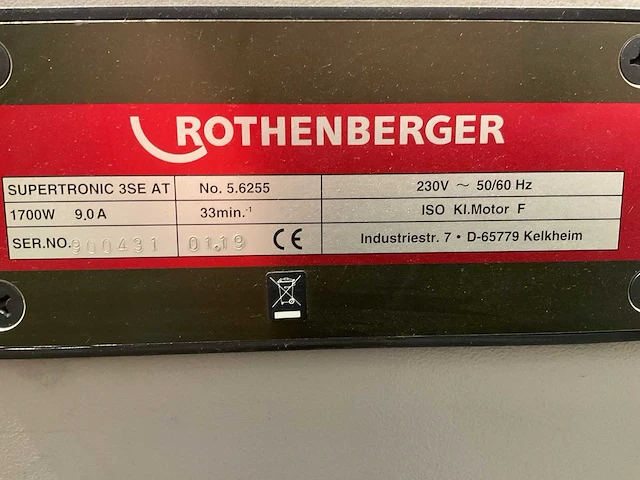 ROTHENBERGER
SUPERTRONIC 3SE AT No. 5.6255 230V ~ 50/60 Hz
1700W 9,0 A 33min.⁻¹ ISO Kl.Motor F
SER.NO. 900431 01.19 CE Industriestr. 7 • D-65779 Kelkheim